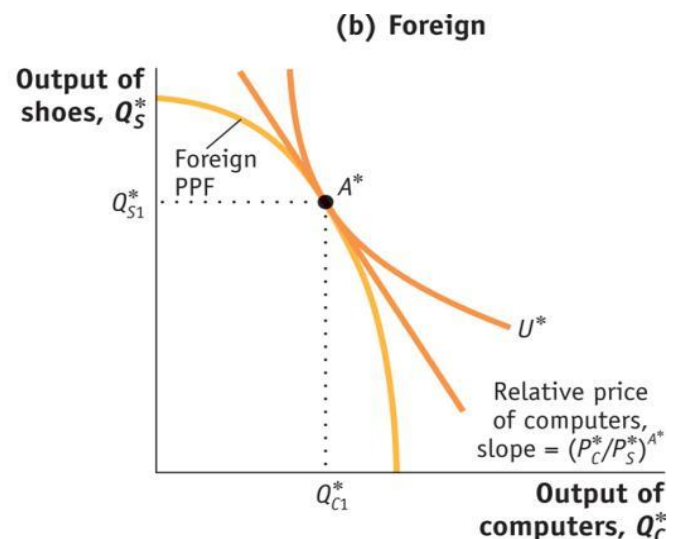 (b) Foreign
Output of
shoes, Q*S
Foreign
PPF
A*
Q*S1
U*
Relative price
of computers,
slope = (P*C/P*S)A*
Q*C1
Output of
computers, Q*C